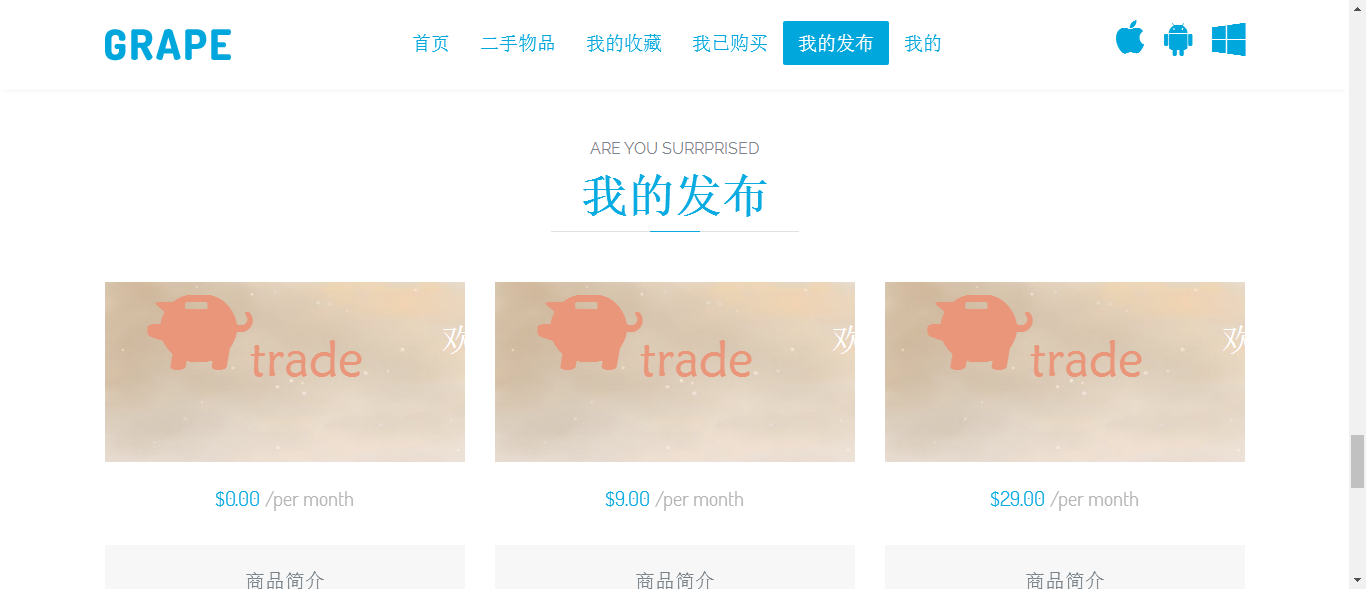 GRAPE
首页 二手物品 我的收藏 我已购买 我的发布 我的
ARE YOU SURRPRISED
我的发布
trade 欢
trade 欢
trade 欢
$0.00 /per month
$9.00 /per month
$29.00 /per month
商品简介
商品简介
商品简介